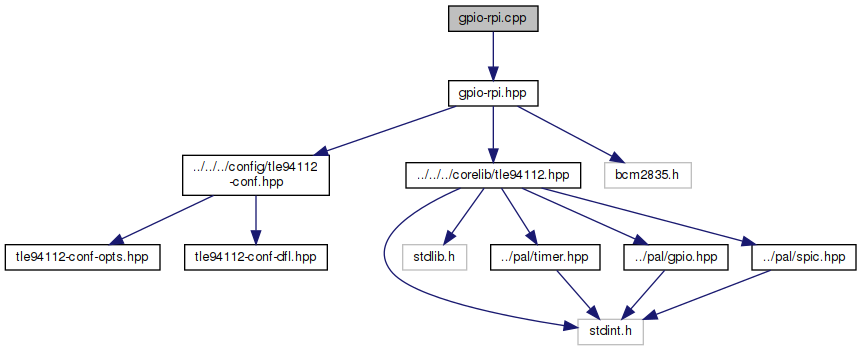 gpio-rpi.cpp
gpio-rpi.hpp
../../../config/tle94112
-conf.hpp
../../../corelib/tle94112.hpp
bcm2835.h
tle94112-conf-opts.hpp
tle94112-conf-dfl.hpp
stdlib.h
../pal/timer.hpp
../pal/gpio.hpp
../pal/spic.hpp
stdint.h